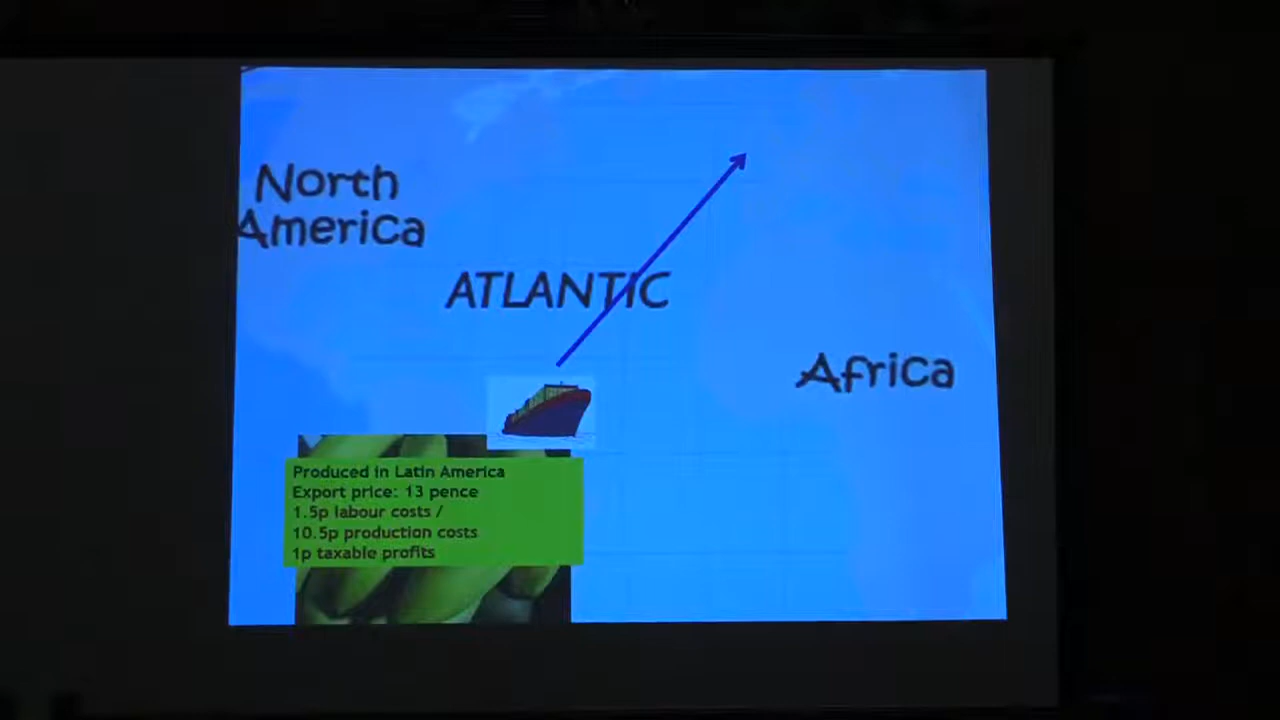 North
America
ATLANTIC
Africa
Produced in Latin America
Export price: 13 pence
1.5p labour costs /
10.5p production costs
1p taxable profits